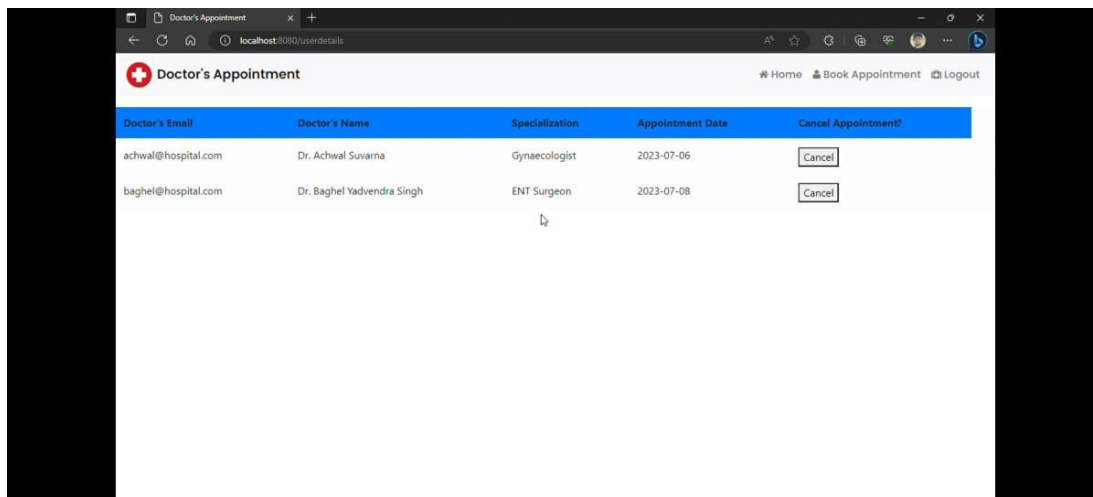 Doctor's Appointment
localhost:8080/userdetails
Doctor's Appointment Home Book Appointment Logout
Doctor's Email Doctor's Name Specialization Appointment Date Cancel Appointment?
achwal@hospital.com Dr. Achwal Suvarna Gynaecologist 2023-07-06 Cancel
baghel@hospital.com Dr. Baghel Yadvendra Singh ENT Surgeon 2023-07-08 Cancel